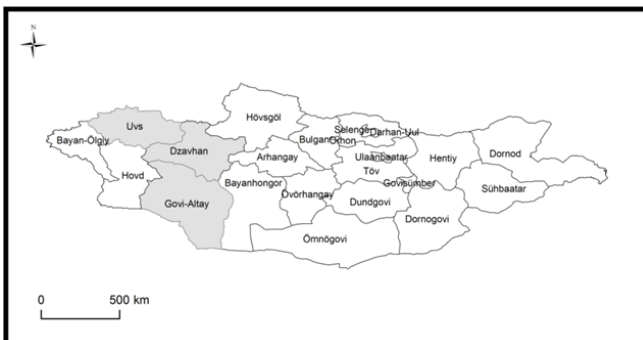 N
Hövsgöl
Uvs
Selenge
Darhan-Uul
Bayan-Ölgiy
Bulgan
Orhon
Dzavhan
Arhangay
Ulaanbaatar
Hentiy
Dornod
Hovd
Töv
Bayanhongor
Govisümber
Sühbaatar
Govi-Altay
Övörhangay
Dundgovi
Dornogovi
Ömnögovi
0 500 km